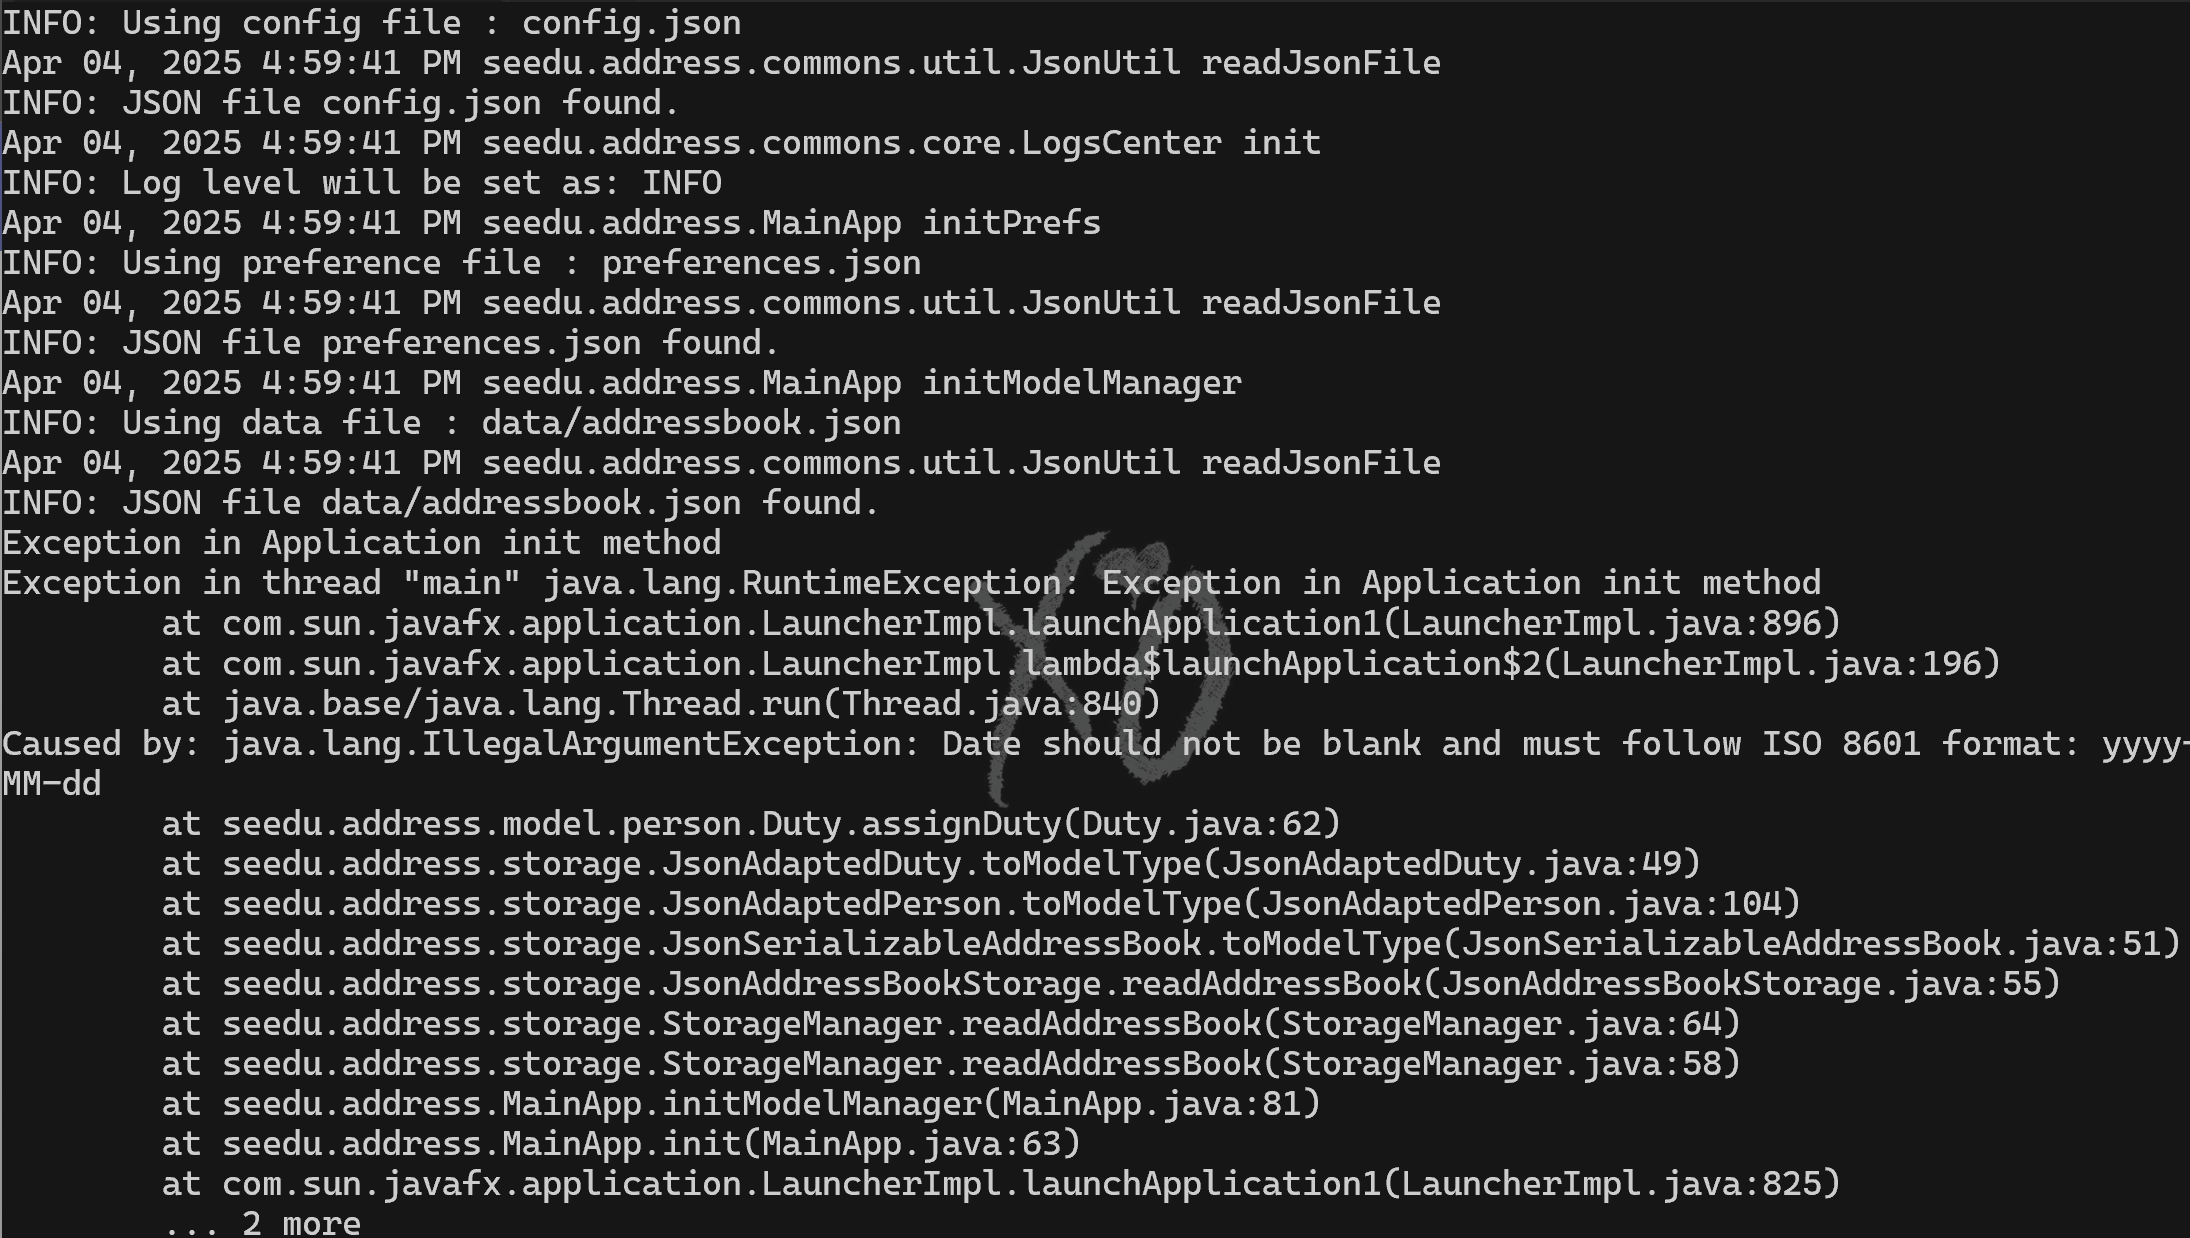 INFO: Using config file : config.json
Apr 04, 2025 4:59:41 PM seedu.address.commons.util.JsonUtil readJsonFile
INFO: JSON file config.json found.
Apr 04, 2025 4:59:41 PM seedu.address.commons.core.LogsCenter init
INFO: Log level will be set as: INFO
Apr 04, 2025 4:59:41 PM seedu.address.MainApp initPrefs
INFO: Using preference file : preferences.json
Apr 04, 2025 4:59:41 PM seedu.address.commons.util.JsonUtil readJsonFile
INFO: JSON file preferences.json found.
Apr 04, 2025 4:59:41 PM seedu.address.MainApp initModelManager
INFO: Using data file : data/addressbook.json
Apr 04, 2025 4:59:41 PM seedu.address.commons.util.JsonUtil readJsonFile
INFO: JSON file data/addressbook.json found.
Exception in Application init method
Exception in thread "main" java.lang.RuntimeException: Exception in Application init method
at com.sun.javafx.application.LauncherImpl.launchApplication1(LauncherImpl.java:896)
at com.sun.javafx.application.LauncherImpl.lambda$launchApplication$2(LauncherImpl.java:196)
at java.base/java.lang.Thread.run(Thread.java:840)
Caused by: java.lang.IllegalArgumentException: Date should not be blank and must follow ISO 8601 format: yyyy-
MM-dd
at seedu.address.model.person.Duty.assignDuty(Duty.java:62)
at seedu.address.storage.JsonAdaptedDuty.toModelType(JsonAdaptedDuty.java:49)
at seedu.address.storage.JsonAdaptedPerson.toModelType(JsonAdaptedPerson.java:104)
at seedu.address.storage.JsonSerializableAddressBook.toModelType(JsonSerializableAddressBook.java:51)
at seedu.address.storage.JsonAddressBookStorage.readAddressBook(JsonAddressBookStorage.java:55)
at seedu.address.storage.StorageManager.readAddressBook(StorageManager.java:64)
at seedu.address.storage.StorageManager.readAddressBook(StorageManager.java:58)
at seedu.address.MainApp.initModelManager(MainApp.java:81)
at seedu.address.MainApp.init(MainApp.java:63)
at com.sun.javafx.application.LauncherImpl.launchApplication1(LauncherImpl.java:825)
... 2 more
XO